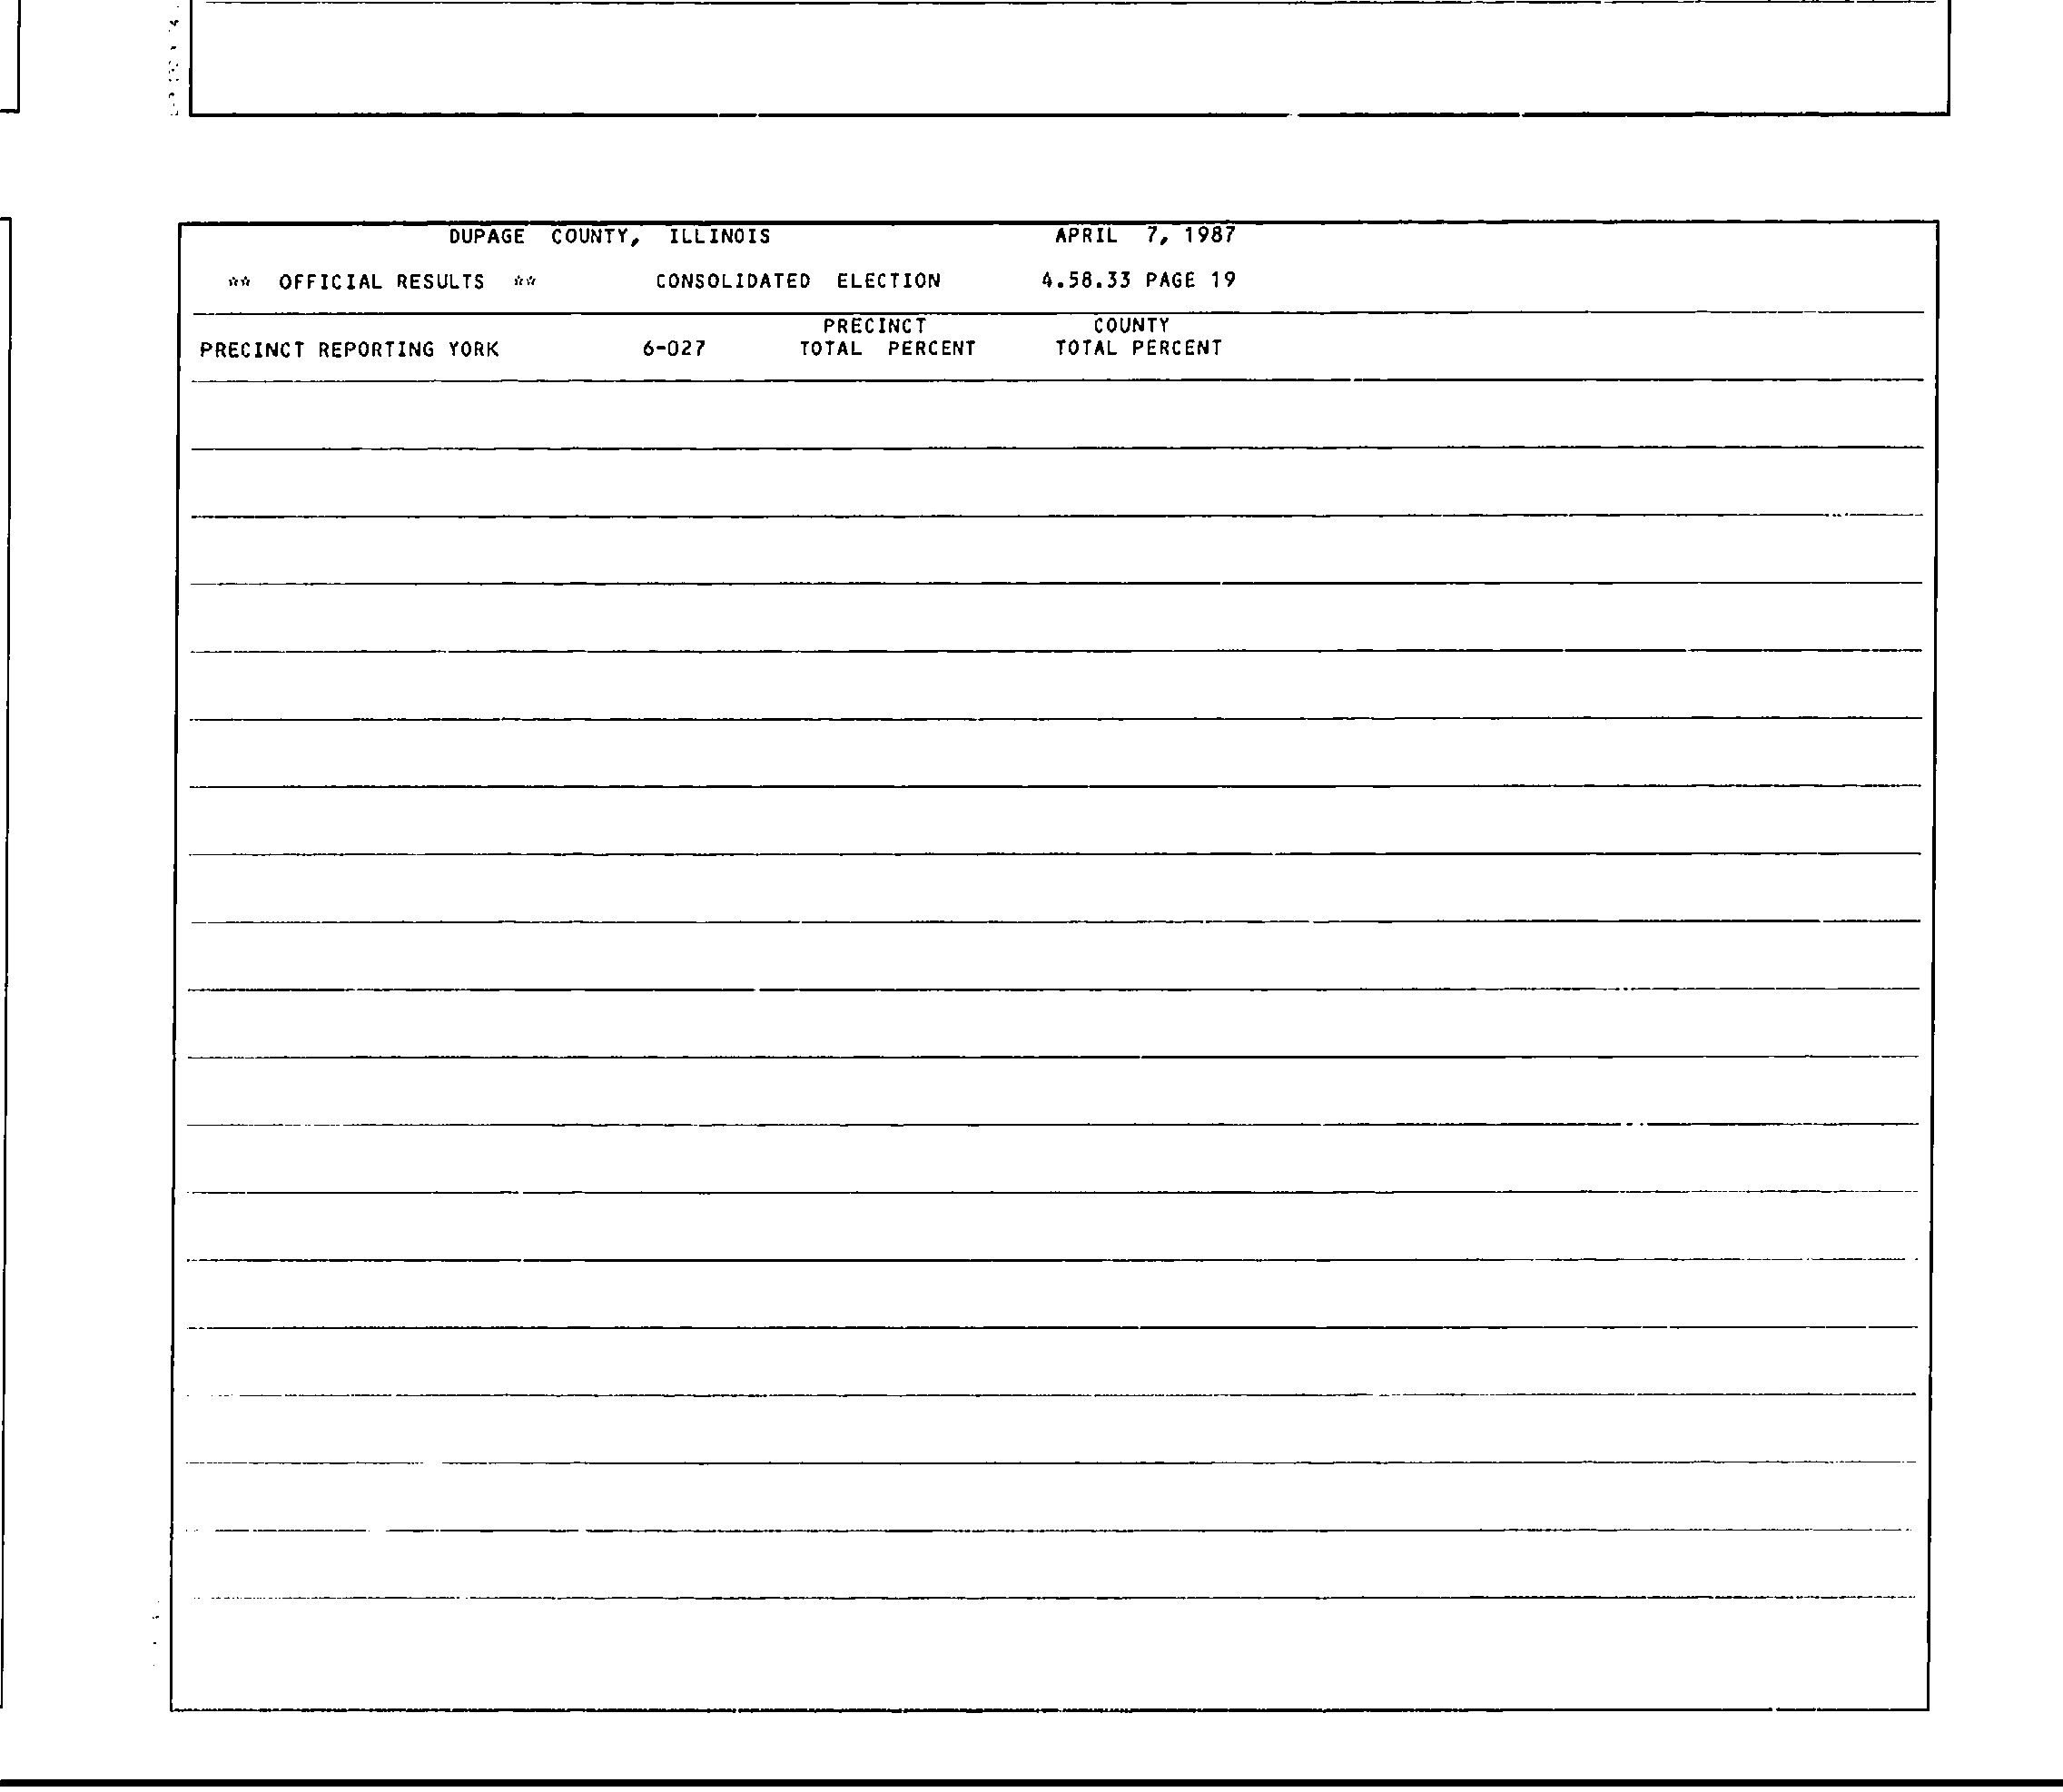 DUPAGE COUNTY, ILLINOIS APRIL 7, 1987
** OFFICIAL RESULTS ** CONSOLIDATED ELECTION 4.58.33 PAGE 19
PRECINCT COUNTY
PRECINCT REPORTING YORK 6-027 TOTAL PERCENT TOTAL PERCENT